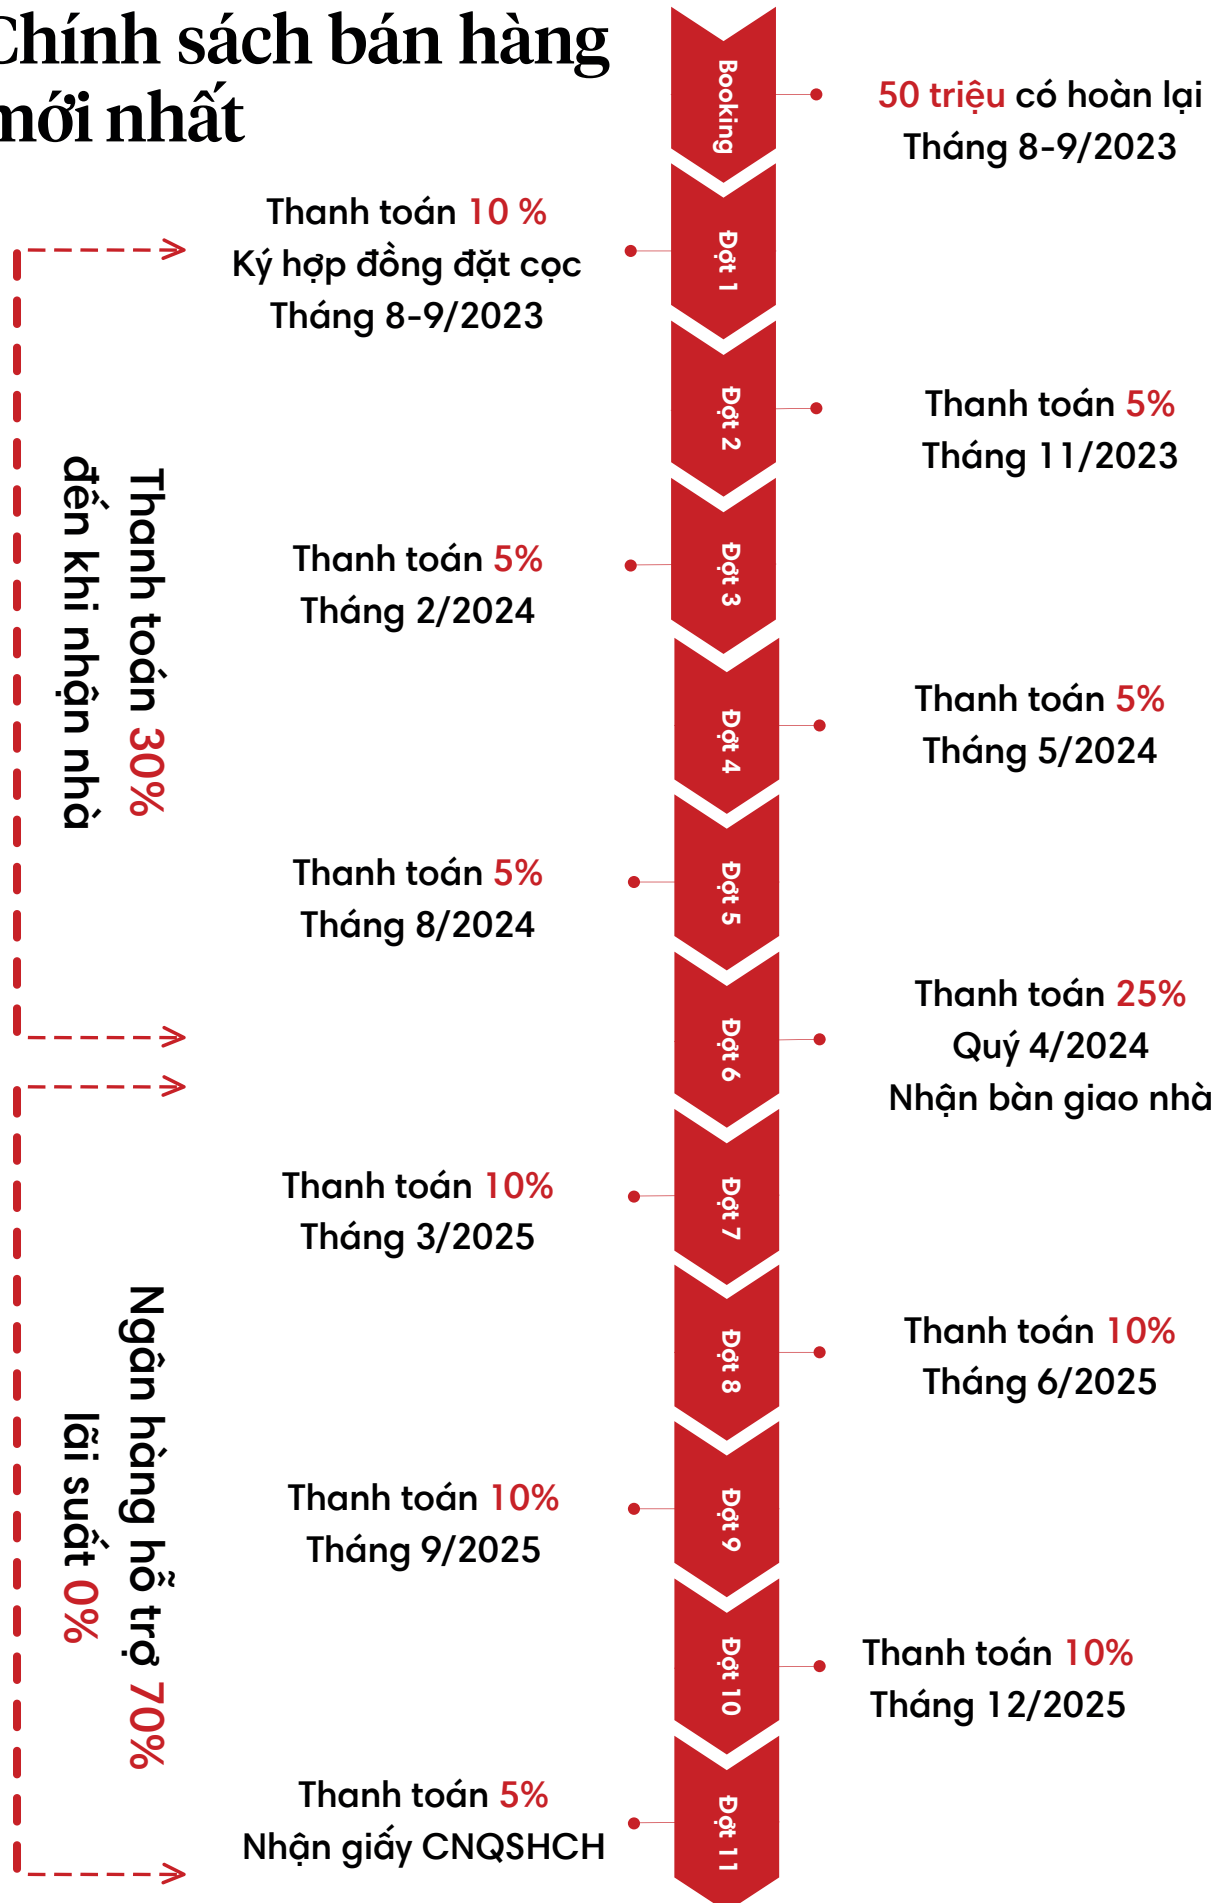 Chính sách bán hàng
mới nhất
Booking
50 triệu có hoàn lại
Tháng 8-9/2023
Thanh toán 10 %
Ký hợp đồng đặt cọc
Tháng 8-9/2023
Đợt 1
Đợt 2
Thanh toán 5%
Tháng 11/2023
Thanh toán 30%
đến khi nhận nhà
Thanh toán 5%
Tháng 2/2024
Đợt 3
Đợt 4
Thanh toán 5%
Tháng 5/2024
Thanh toán 5%
Tháng 8/2024
Đợt 5
Đợt 6
Thanh toán 25%
Quý 4/2024
Nhận bàn giao nhà
Thanh toán 10%
Tháng 3/2025
Đợt 7
Đợt 8
Thanh toán 10%
Tháng 6/2025
Ngân hàng hỗ trợ 70%
lãi suất 0%
Thanh toán 10%
Tháng 9/2025
Đợt 9
Đợt 10
Thanh toán 10%
Tháng 12/2025
Thanh toán 5%
Nhận giấy CNQSHCH
Đợt 11